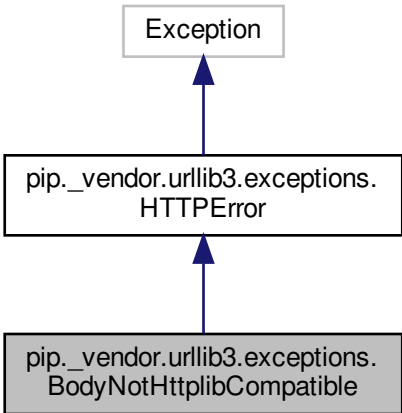 Exception
pip._vendor.urllib3.exceptions.
HTTPError
pip._vendor.urllib3.exceptions.
BodyNotHttplibCompatible